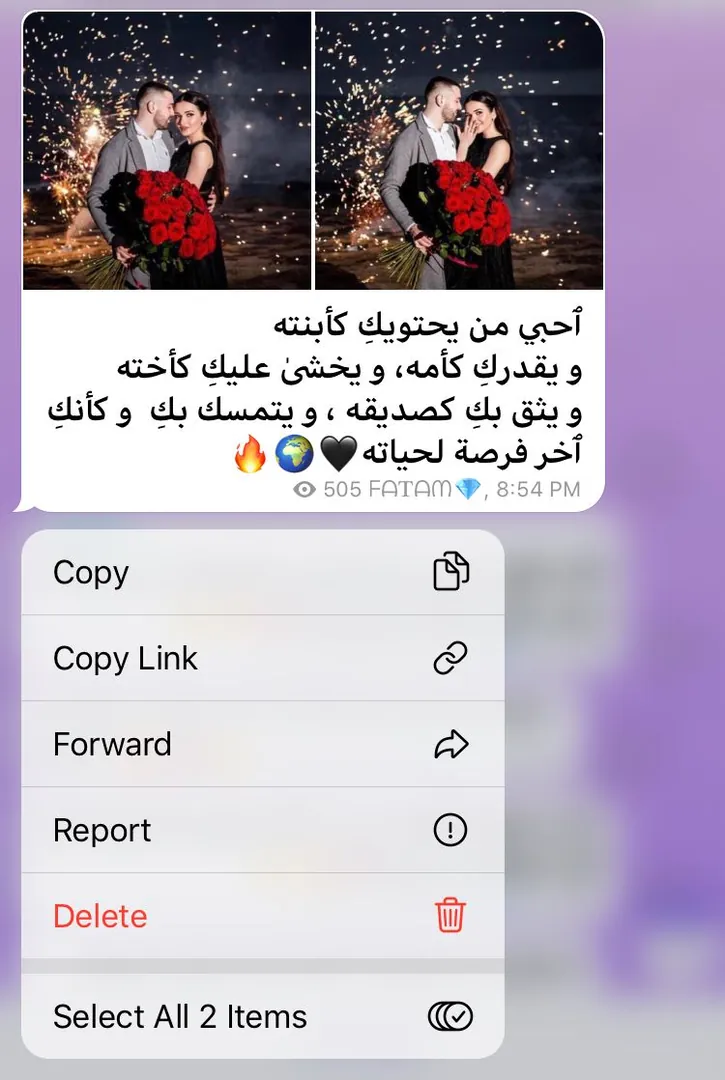 ٱحبي من يحتويكِ كأبنته
و يقدركِ كأمه، و يخشىٰ عليكِ كأخته
و يثق بكِ كصديقه ، و يتمسك بكِ  و كأنكِ
ٱخر فرصة لحياته🖤🌍🔥
505 ᖴᗩTᗩᗰ💎, 8:54 PM
Copy
Copy Link
Forward
Report
Delete
Select All 2 Items